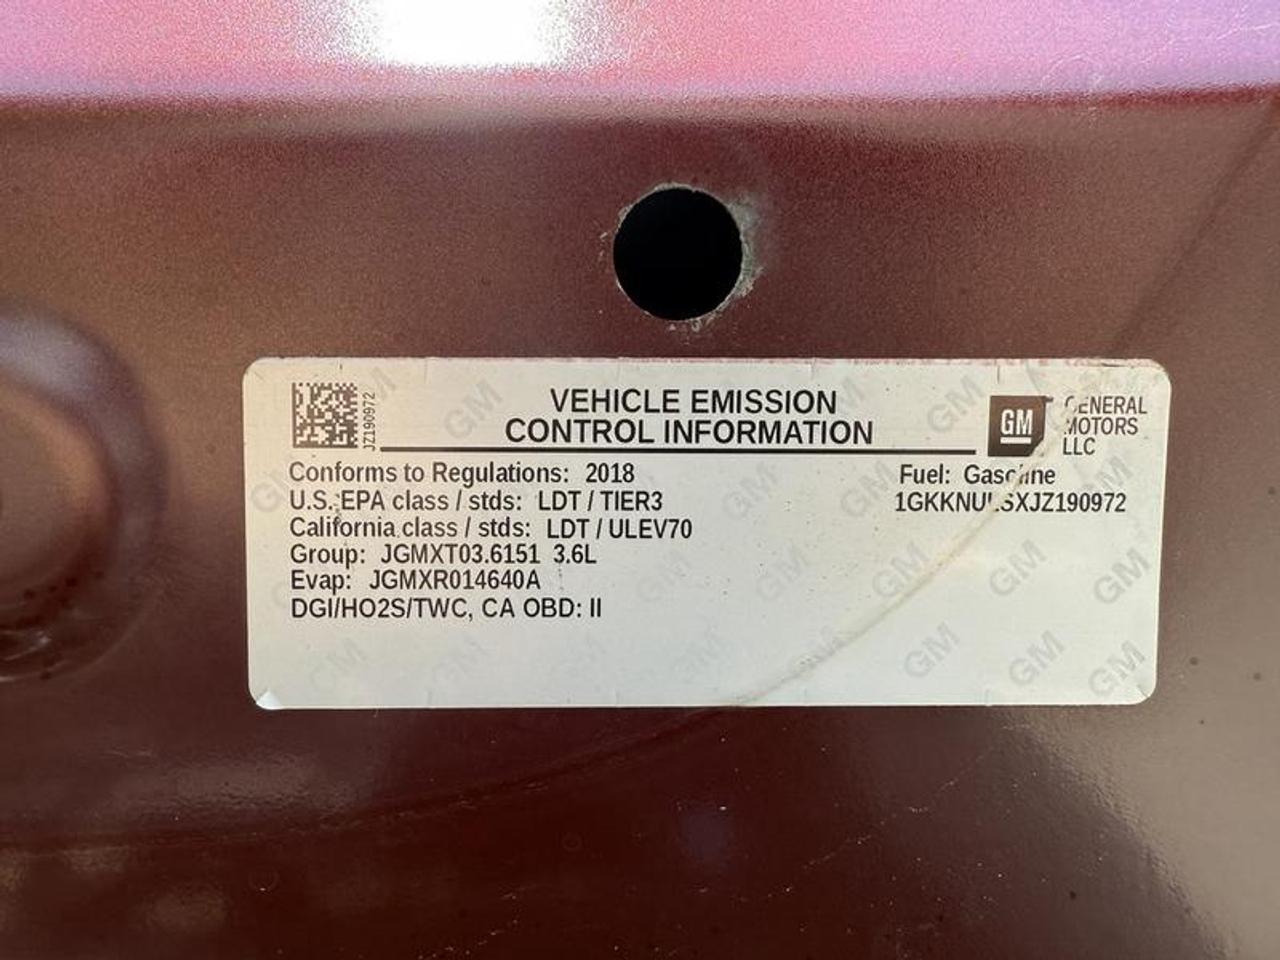 JZ190972
VEHICLE EMISSION
CONTROL INFORMATION
GM
GENERAL
MOTORS
LLC
Conforms to Regulations: 2018
Fuel: Gasoline
U.S. EPA class / stds: LDT / TIER3
California class / stds: LDT / ULEV70
Group: JGMXT03.6151 3.6L
Evap: JGMXR014640A
DGI/HO2S/TWC, CA OBD: II